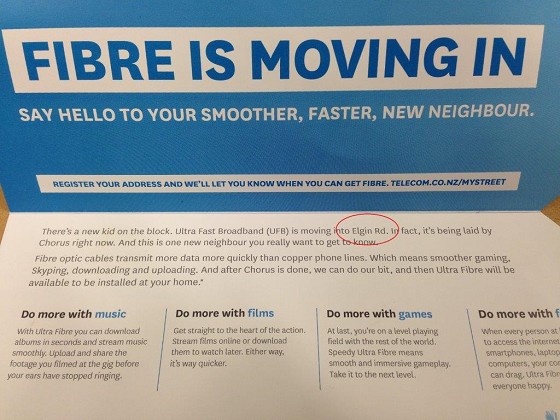 FIBRE IS MOVING IN
SAY HELLO TO YOUR SMOOTHER, FASTER, NEW NEIGHBOUR.
REGISTER YOUR ADDRESS AND WE'LL LET YOU KNOW WHEN YOU CAN GET FIBRE. TELECOM.CO.NZ/MYSTREET
There's a new kid on the block. Ultra Fast Broadband (UFB) is moving into Elgin Rd. In fact, it's being laid by
Chorus right now. And this is one new neighbour you really want to get to know.
Fibre optic cables transmit more data more quickly than copper phone lines. Which means smoother gaming,
Skyping, downloading and uploading. And after Chorus is done, we can do our bit, and then Ultra Fibre will be
available to be installed at your home.*
Do more with music
With Ultra Fibre you can download
albums in seconds and stream music
smoothly. Upload and share the
footage you filmed at the gig before
your ears have stopped ringing.
Do more with films
Get straight to the heart of the action.
Stream films online or download
them to watch later. Either way,
it's way quicker.
Do more with games
At last, you're on a level playing
field with the rest of the world.
Speedy Ultra Fibre means
smooth and immersive gameplay.
Take it to the next level.
Do more with f
When every person at
to access the internet
smartphones, laptop
computers, your co
can drag. Ultra Fib
everyone happy.